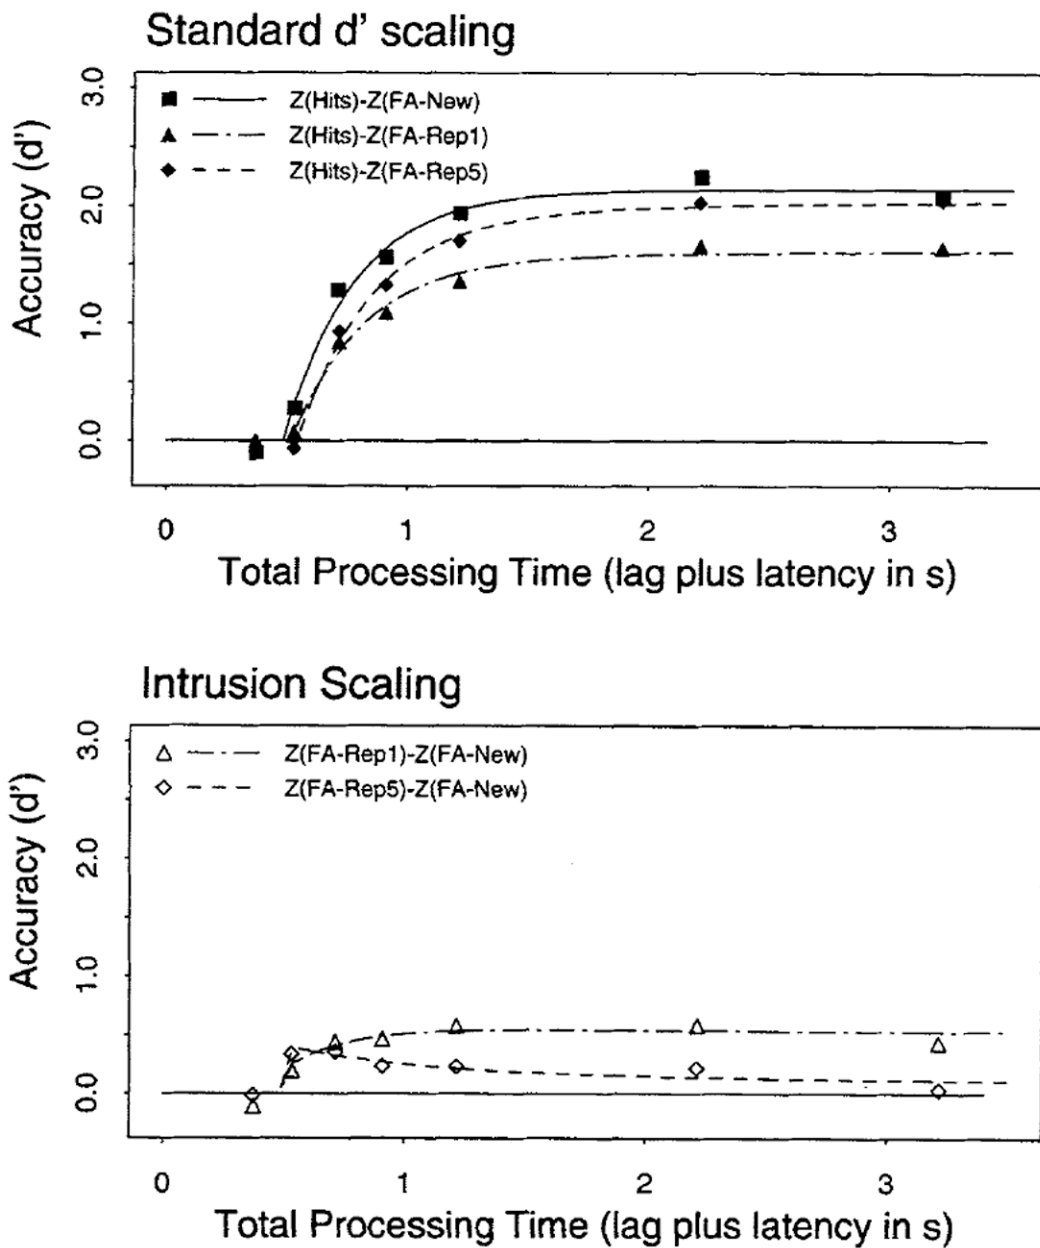 Standard d' scaling
3.0
2.0
1.0
0.0
Accuracy (d')
Z(Hits)-Z(FA-New)
Z(Hits)-Z(FA-Rep1)
Z(Hits)-Z(FA-Rep5)
0 1 2 3
Total Processing Time (lag plus latency in s)
Intrusion Scaling
3.0
2.0
1.0
0.0
Accuracy (d')
Z(FA-Rep1)-Z(FA-New)
Z(FA-Rep5)-Z(FA-New)
0 1 2 3
Total Processing Time (lag plus latency in s)